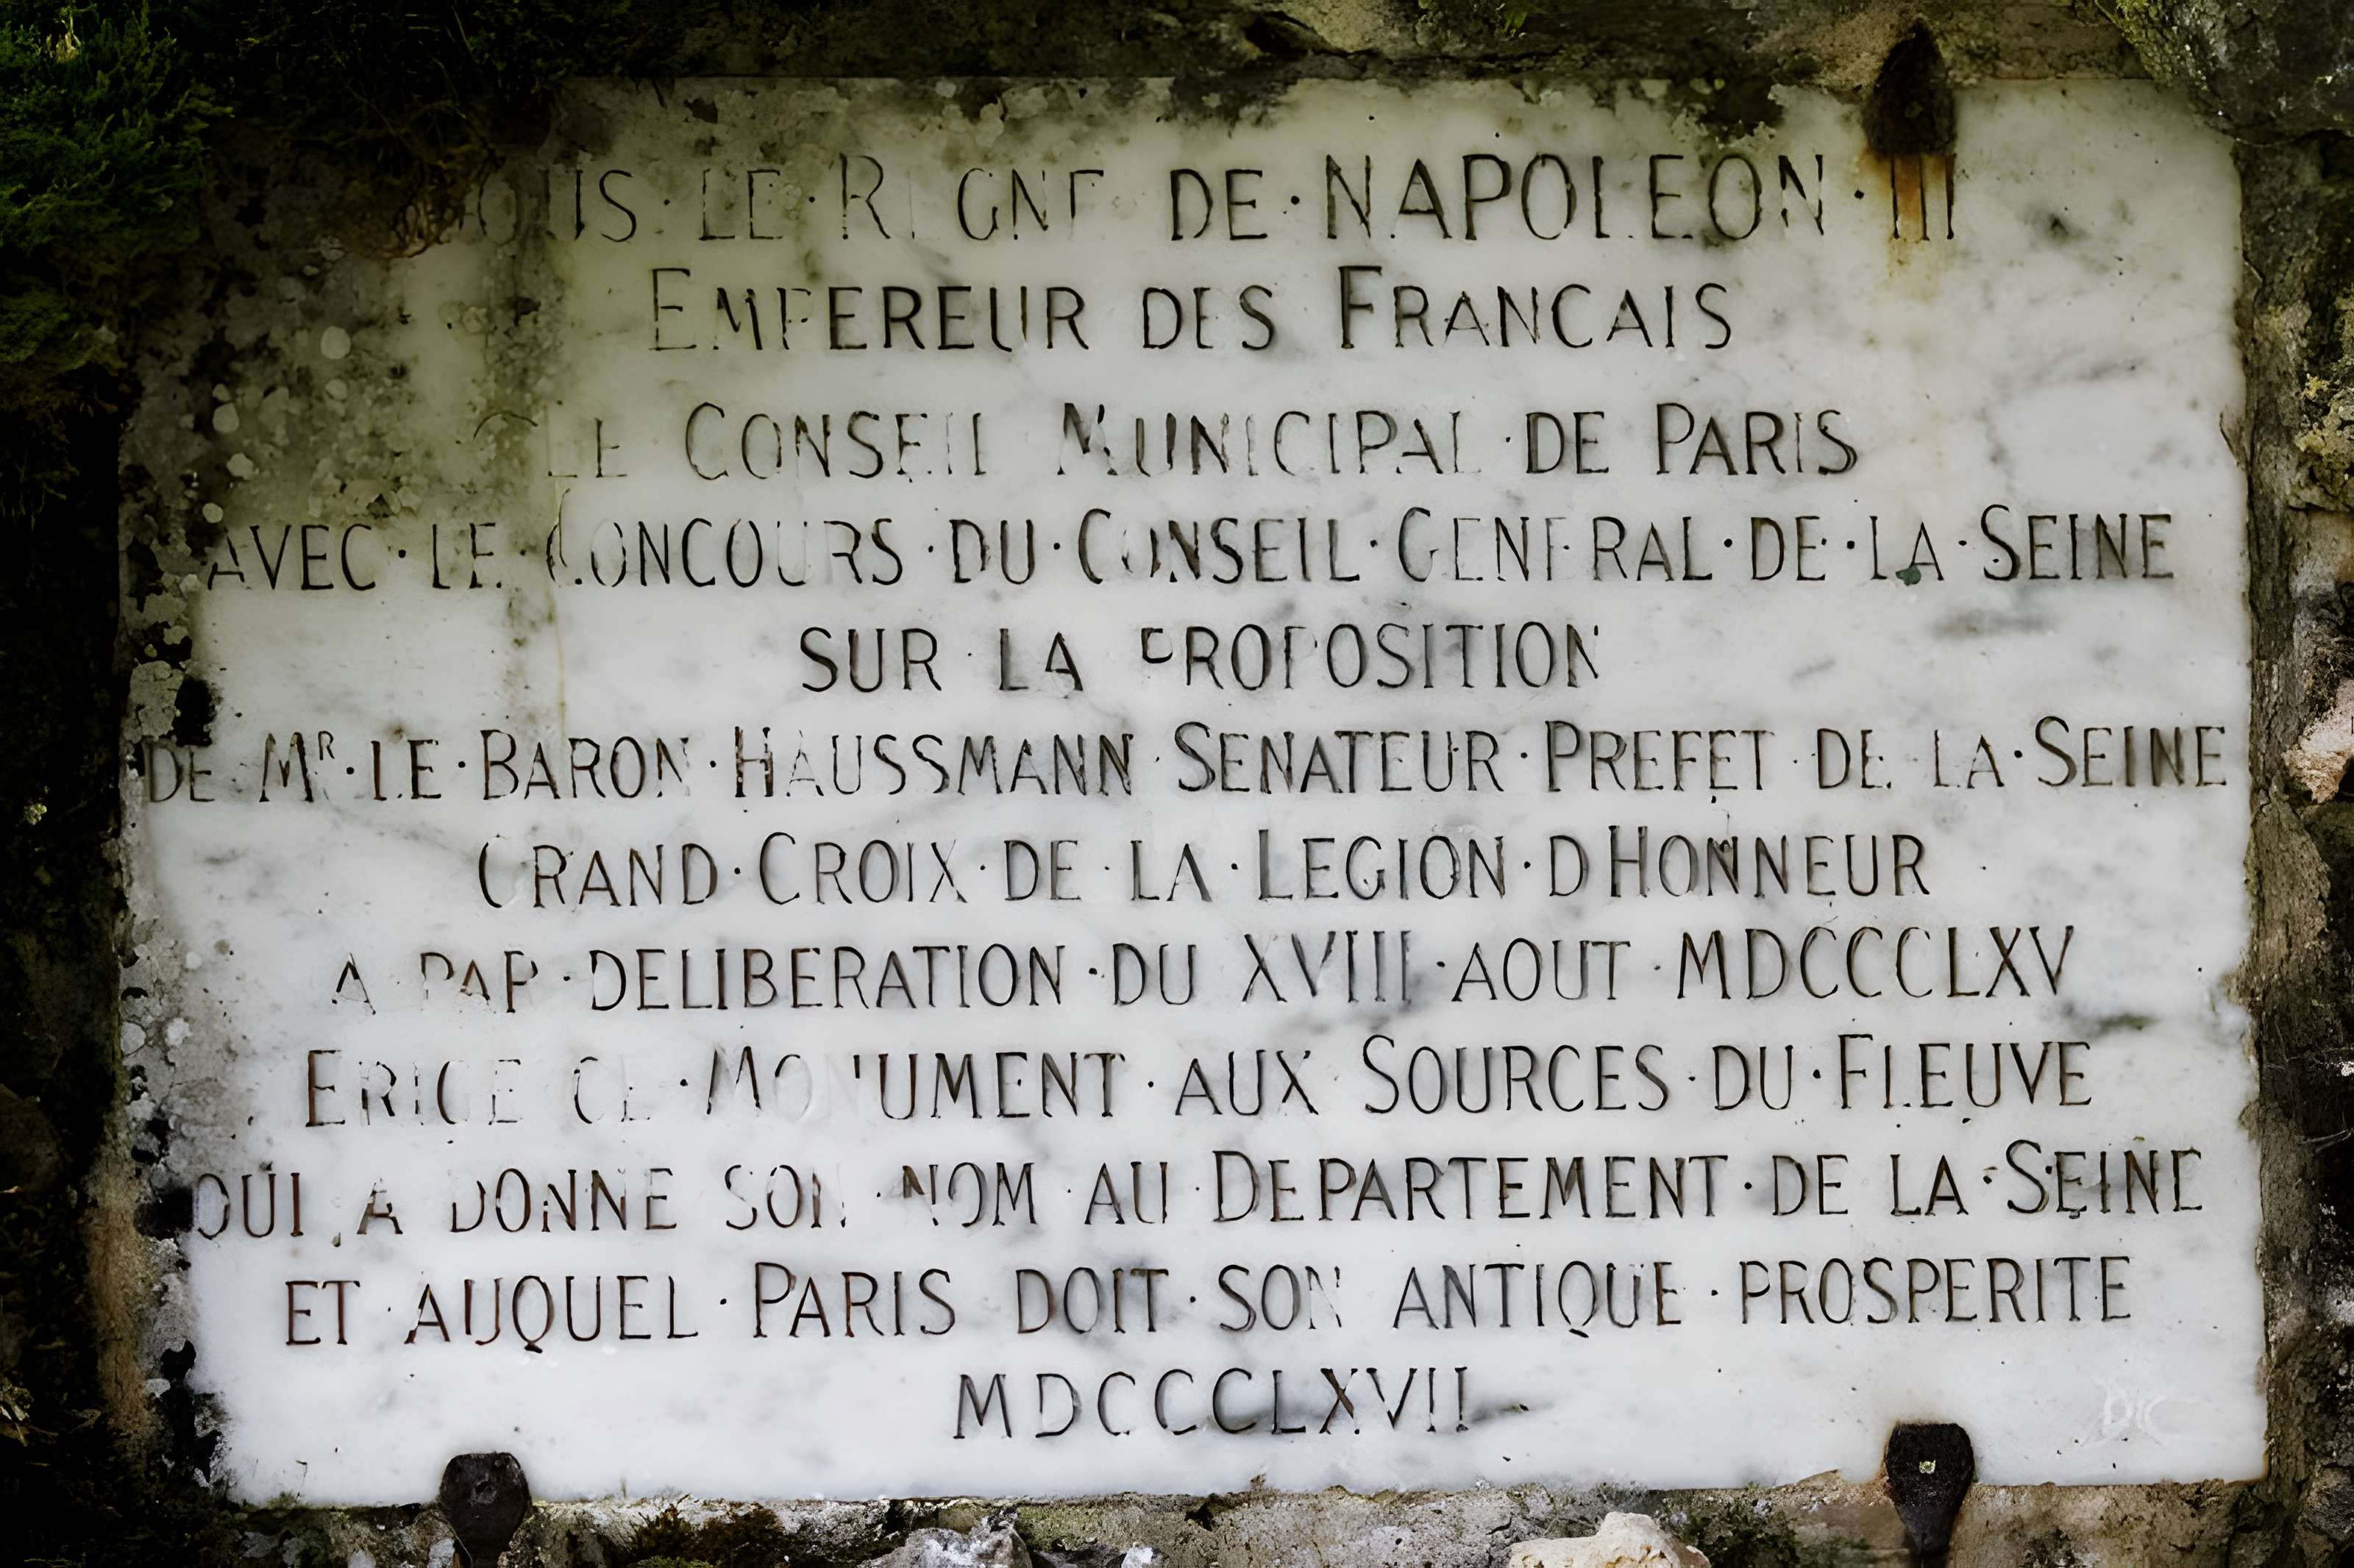 SOUS·LE·REGNE DE·NAPOLEON·III
EMPEREUR DES FRANCAIS
LE CONSEIL MUNICIPAL·DE PARIS
AVEC·LE·CONCOURS·DU·CONSEIL·GENERAL·DE·LA·SEINE
SUR·LA PROPOSITION
DE MR·LE·BARON·HAUSSMANN·SENATEUR·PREFET·DE LA·SEINE
GRAND·CROIX·DE·LA·LEGION·DHONNEUR
A PAR·DELIBERATION·DU XVIII·AOUT·MDCCCLXV
ERIGE CE·MONUMENT·AUX SOURCES·DU·FLEUVE
QUI A DONNE SON·NOM·AU·DEPARTEMENT·DE LA·SEINE
ET·AUQUEL·PARIS DOIT·SON ANTIQUE·PROSPERITE
MDCCCLXVII